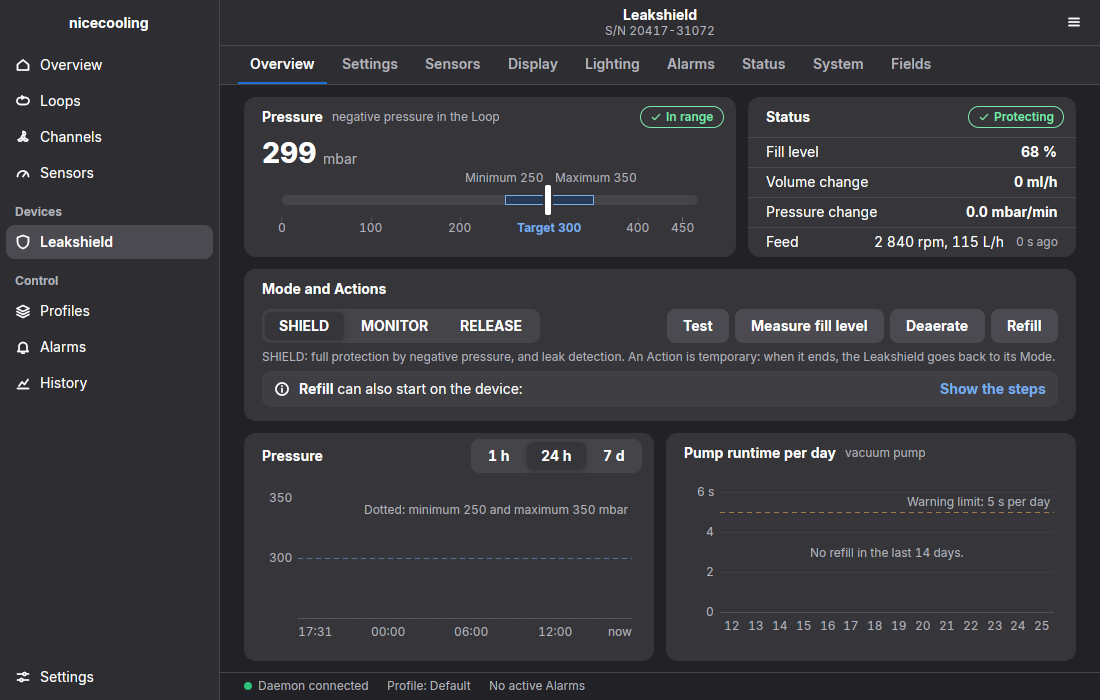 nicecooling
Overview
Loops
Channels
Sensors
Devices
Leakshield
Control
Profiles
Alarms
History
Settings
Leakshield
S/N 20417-31072
Overview Settings Sensors Display Lighting Alarms Status System Fields
Pressure negative pressure in the Loop In range
299 mbar
Minimum 250 Maximum 350
0 100 200 Target 300 400 450
Status Protecting
Fill level 68 %
Volume change 0 ml/h
Pressure change 0.0 mbar/min
Feed 2 840 rpm, 115 L/h 0 s ago
Mode and Actions
SHIELD MONITOR RELEASE Test Measure fill level Deaerate Refill
SHIELD: full protection by negative pressure, and leak detection. An Action is temporary: when it ends, the Leakshield goes back to its Mode.
Refill can also start on the device: Show the steps
Pressure 1 h 24 h 7 d
350
Dotted: minimum 250 and maximum 350 mbar
300
17:31 00:00 06:00 12:00 now
Pump runtime per day vacuum pump
6 s
Warning limit: 5 s per day
4
No refill in the last 14 days.
2
0
12 13 14 15 16 17 18 19 20 21 22 23 24 25
Daemon connected Profile: Default No active Alarms